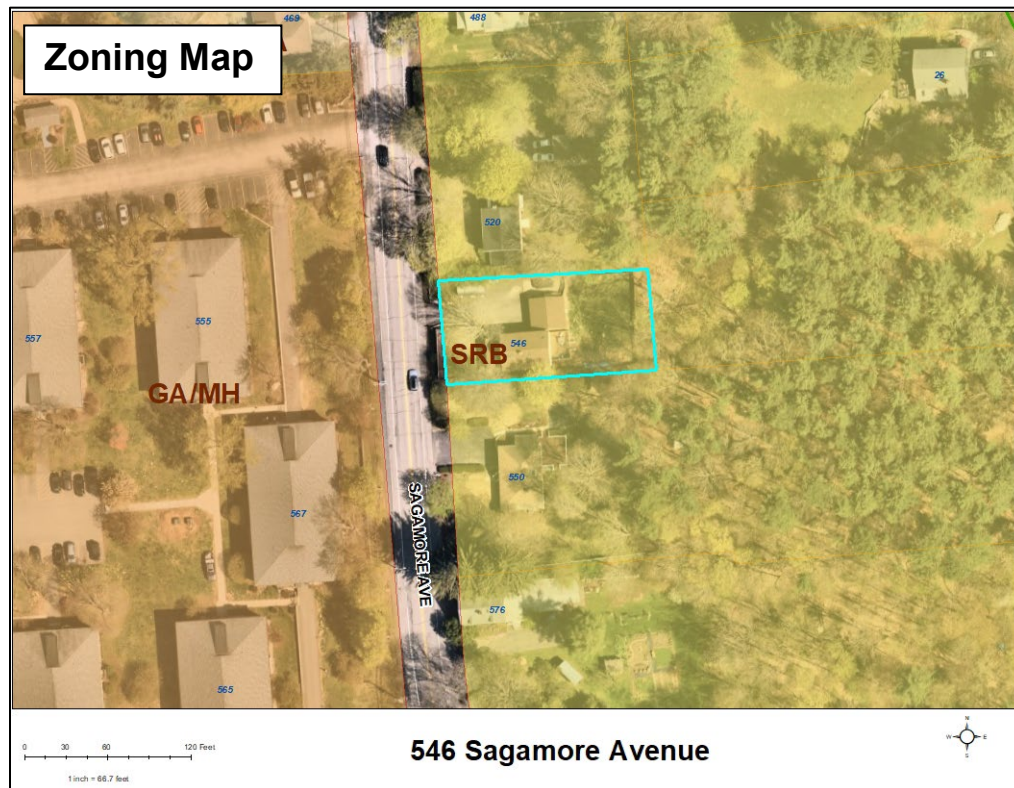 469
488
Zoning Map
A
26
520
555
557
546
SRB
GA/MH
550
567
SAGAMORE AVE
576
565
0 30 60 120 Feet
1 inch = 66.7 feet
546 Sagamore Avenue
N
W E
S